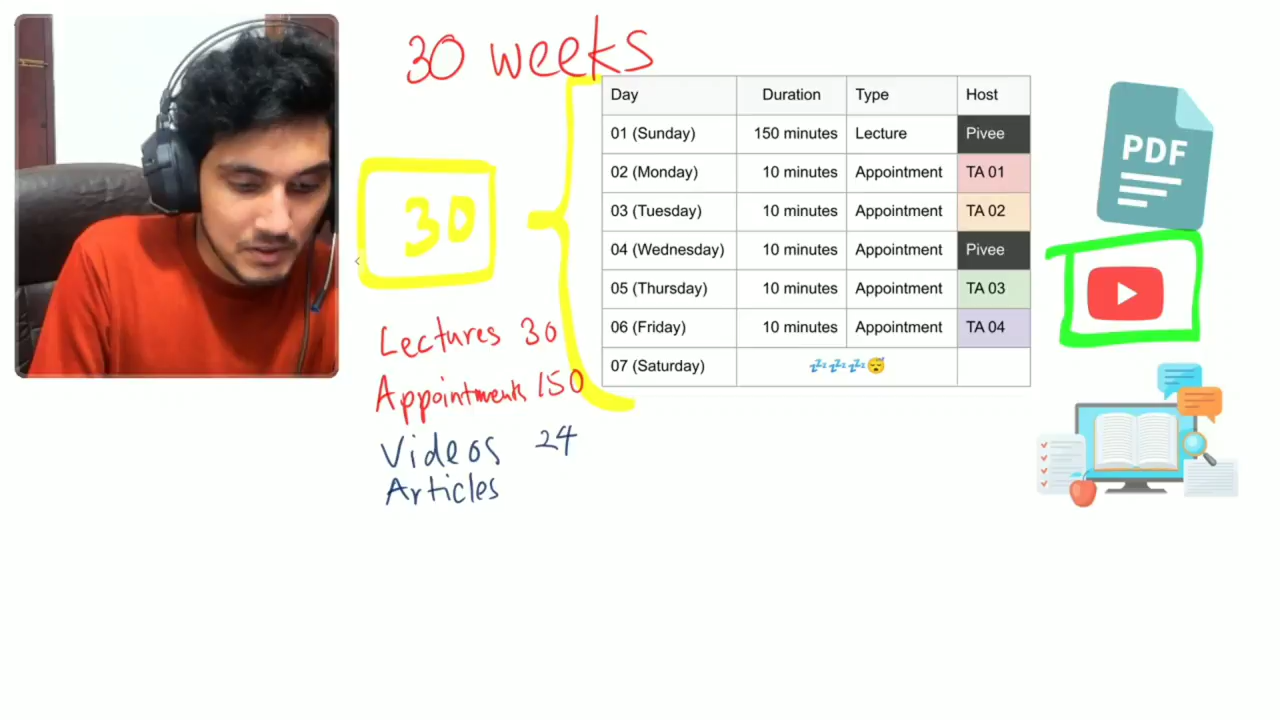 30 weeks
Day Duration Type Host
01 (Sunday) 150 minutes Lecture Pivee
02 (Monday) 10 minutes Appointment TA 01
03 (Tuesday) 10 minutes Appointment TA 02
04 (Wednesday) 10 minutes Appointment Pivee
05 (Thursday) 10 minutes Appointment TA 03
06 (Friday) 10 minutes Appointment TA 04
07 (Saturday) 💤💤💤😴
30
Lectures 30
Appointments 150
Videos 24
Articles
PDF